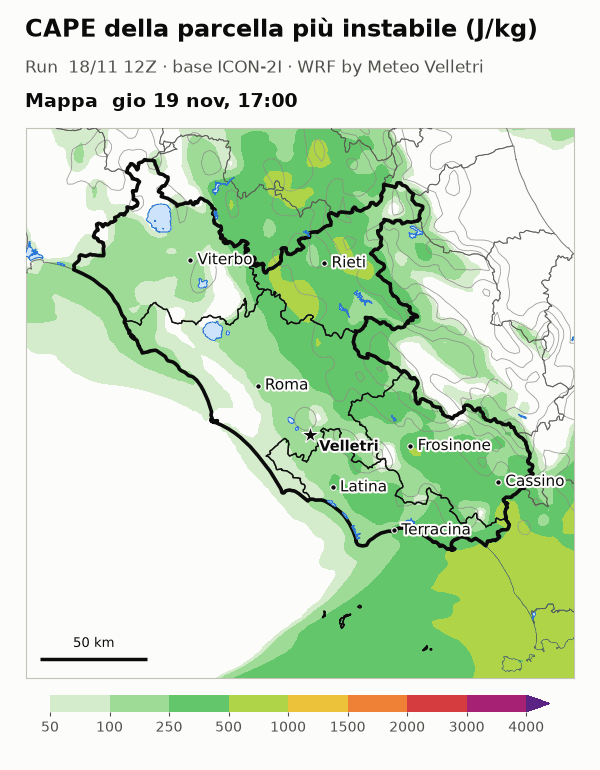 CAPE della parcella più instabile (J/kg)
Run  18/11 12Z · base ICON-2I · WRF by Meteo Velletri
Mappa  gio 19 nov, 17:00
Viterbo
Rieti
Roma
Velletri
Frosinone
Cassino
Latina
Terracina
50 km
50 100 250 500 1000 1500 2000 3000 4000